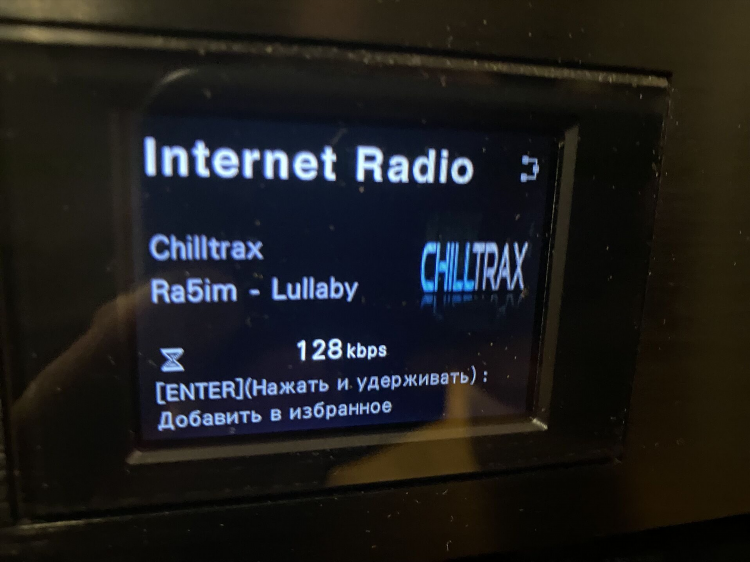 Internet Radio
Chilltrax
CHILLTRAX
Ra5im - Lullaby
128 kbps
[ENTER](Нажать и удерживать) :
Добавить в избранное